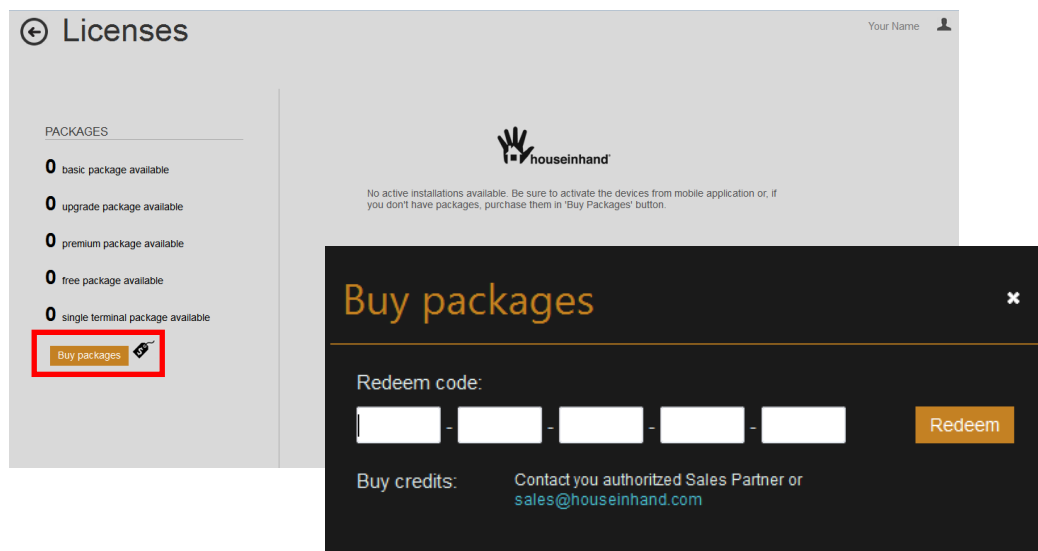 Licenses
Your Name
PACKAGES
0 basic package available
0 upgrade package available
0 premium package available
0 free package available
0 single terminal package available
Buy packages
houseinhand
No active installations available. Be sure to activate the devices from mobile application or, if
you don't have packages, purchase them in 'Buy Packages' button.
Buy packages
Redeem code:
- - - -
Redeem
Buy credits:
Contact you authoritzed Sales Partner or
sales@houseinhand.com